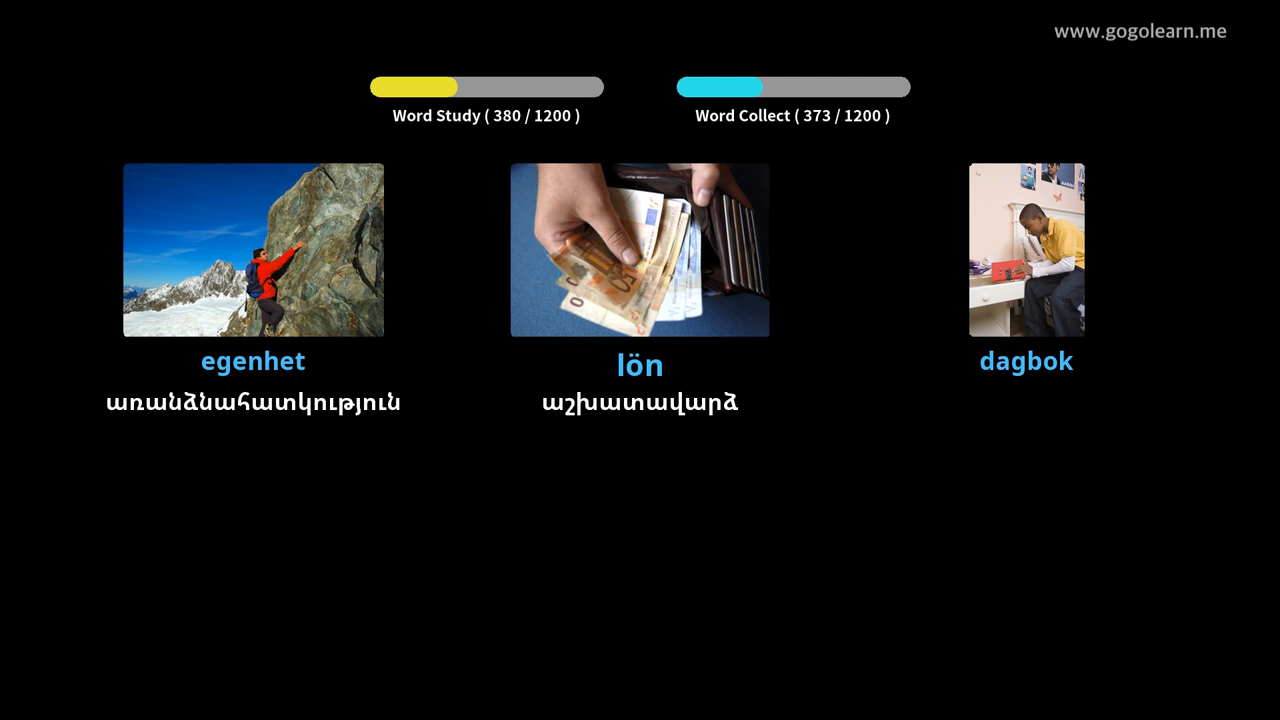 www.gogolearn.me
Word Study ( 380 / 1200 )
Word Collect ( 373 / 1200 )
egenhet
lön
dagbok
առանձնահատկություն
աշխատավարձ